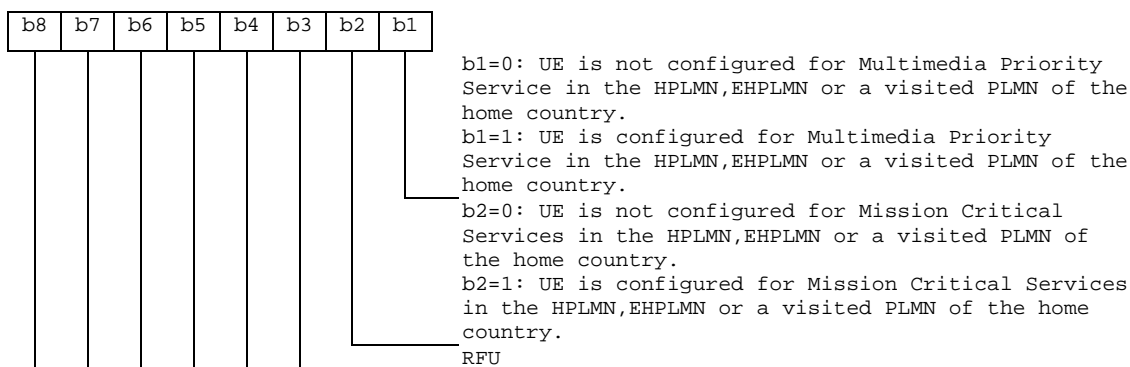 b8 b7 b6 b5 b4 b3 b2 b1
b1=0: UE is not configured for Multimedia Priority
Service in the HPLMN,EHPLMN or a visited PLMN of the
home country.
b1=1: UE is configured for Multimedia Priority
Service in the HPLMN,EHPLMN or a visited PLMN of the
home country.
b2=0: UE is not configured for Mission Critical
Services in the HPLMN,EHPLMN or a visited PLMN of
the home country.
b2=1: UE is configured for Mission Critical Services
in the HPLMN,EHPLMN or a visited PLMN of the home
country.
RFU